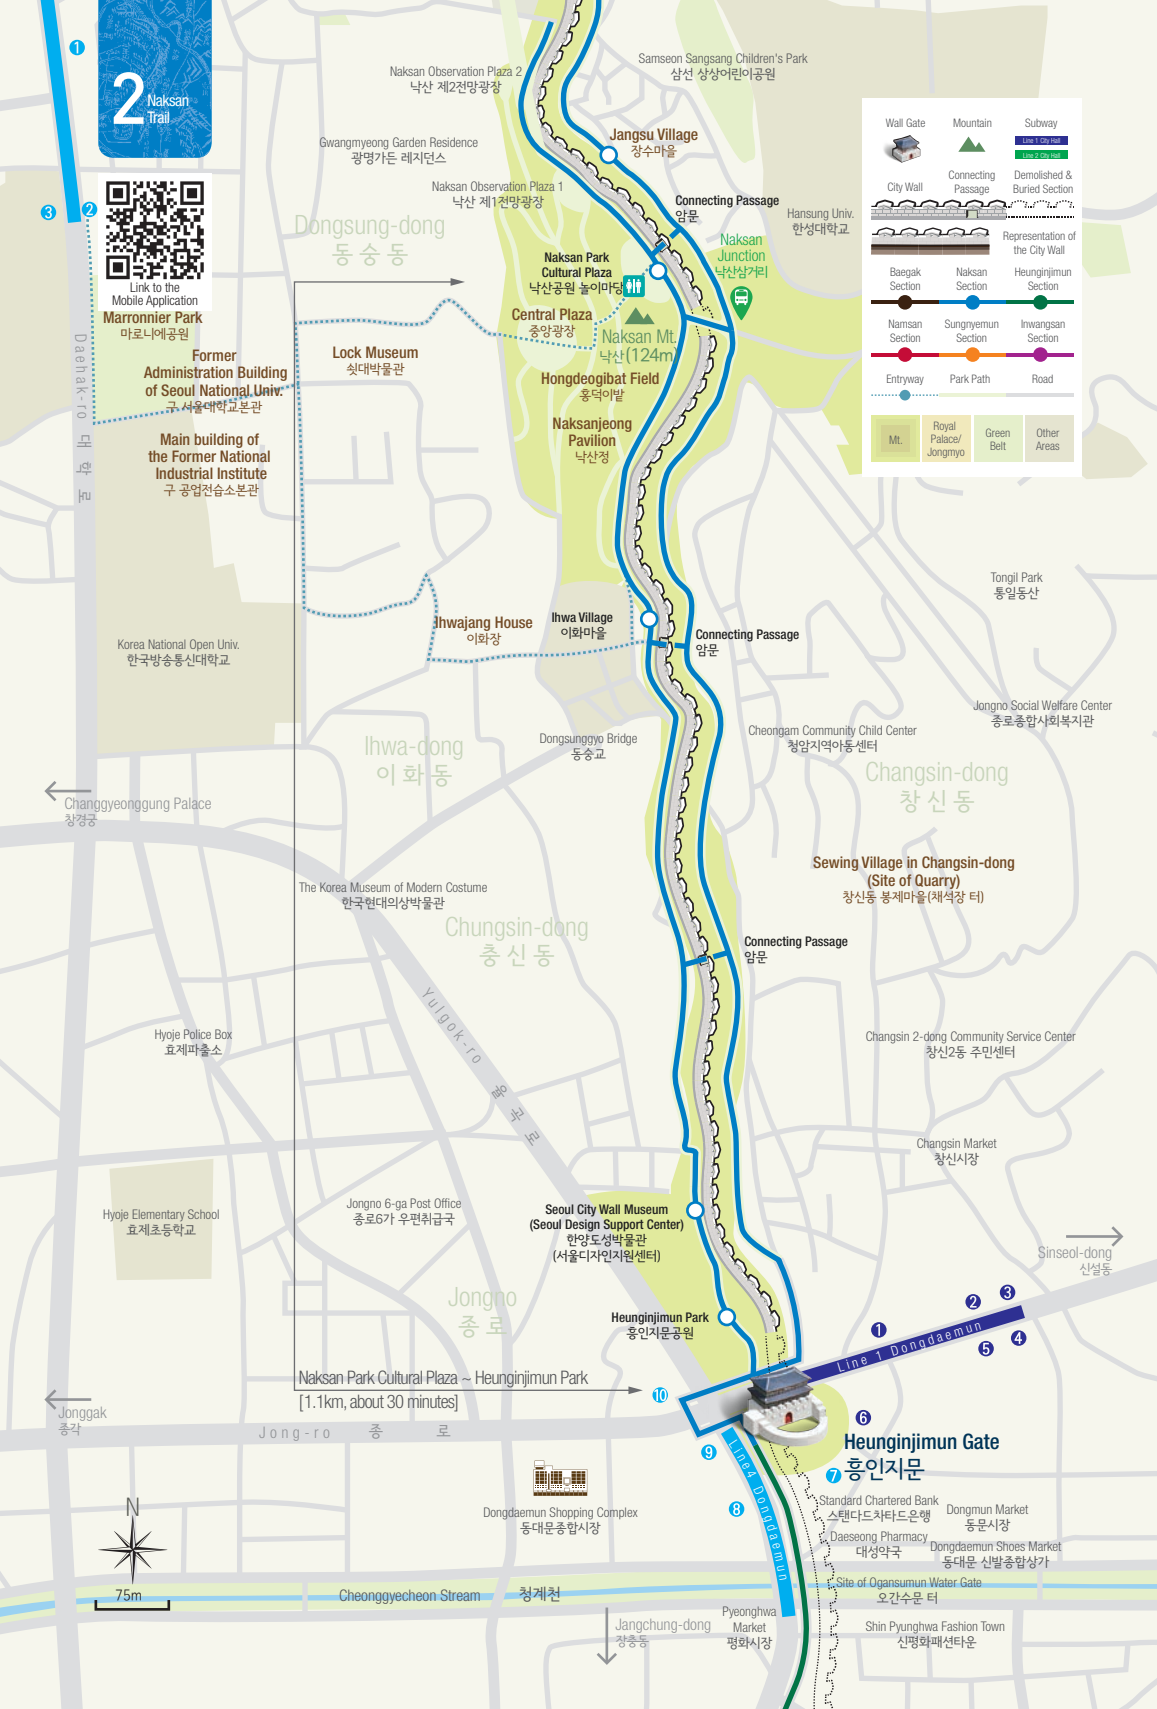 1
2
Naksan
Trail
3
2
Link to the
Mobile Application
Naksan Observation Plaza 2
낙산 제2전망광장
Samseon Sangsang Children's Park
삼선 상상어린이공원
Gwangmyeong Garden Residence
광명가든 레지던스
Jangsu Village
장수마을
Naksan Observation Plaza 1
낙산 제1전망광장
Connecting Passage
암문
Hansung Univ.
한성대학교
Dongsung-dong
동숭동
Naksan
Junction
낙산삼거리
Naksan Park
Cultural Plaza
낙산공원 놀이마당
Central Plaza
중앙광장
Naksan Mt.
낙산(124m)
Wall Gate
Mountain
Subway
Line 1 City Hall
Line 2 City Hall
City Wall
Connecting
Passage
Demolished &
Buried Section
Representation of
the City Wall
Baegak
Section
Naksan
Section
Heunginjimun
Section
Namsan
Section
Sungnyemun
Section
Inwangsan
Section
Entryway
Park Path
Road
Mt.
Royal
Palace/
Jongmyo
Green
Belt
Other
Areas
Marronnier Park
마로니에공원
Daehak-ro 대학로
Former
Administration Building
of Seoul National Univ.
구 서울대학교본관
Lock Museum
쇳대박물관
Hongdeogibat Field
홍덕이밭
Naksanjeong
Pavilion
낙산정
Main building of
the Former National
Industrial Institute
구 공업전습소본관
Tongil Park
통일동산
Ihwajang House
이화장
Ihwa Village
이화마을
Connecting Passage
암문
Korea National Open Univ.
한국방송통신대학교
Jongno Social Welfare Center
종로종합사회복지관
Cheongam Community Child Center
청암지역아동센터
Ihwa-dong
이화동
Dongsunggyo Bridge
동숭교
Changsin-dong
창신동
Changgyeonggung Palace
창경궁
Sewing Village in Changsin-dong
(Site of Quarry)
창신동 봉제마을(채석장 터)
The Korea Museum of Modern Costume
한국현대의상박물관
Chungsin-dong
충신동
Connecting Passage
암문
Yulgok-ro 율곡로
Hyoje Police Box
효제파출소
Changsin 2-dong Community Service Center
창신2동 주민센터
Changsin Market
창신시장
Hyoje Elementary School
효제초등학교
Jongno 6-ga Post Office
종로6가 우편취급국
Seoul City Wall Museum
(Seoul Design Support Center)
한양도성박물관
(서울디자인지원센터)
Sinseol-dong
신설동
Jongno
종로
Heunginjimun Park
흥인지문공원
1
2
3
4
5
Line 1 Dongdaemun
Naksan Park Cultural Plaza ~ Heunginjimun Park
[1.1km, about 30 minutes]
10
Jonggak
종각
Jong-ro 종로
6
Heunginjimun Gate
흥인지문
7
9
8
Line4 Dongdaemun
Dongdaemun Shopping Complex
동대문종합시장
Standard Chartered Bank
스탠다드차타드은행
Dongmun Market
동문시장
Daeseong Pharmacy
대성약국
Dongdaemun Shoes Market
동대문 신발종합상가
N
75m
Cheonggyecheon Stream 청계천
Site of Ogansumun Water Gate
오간수문 터
Jangchung-dong
장충동
Pyeonghwa
Market
평화시장
Shin Pyunghwa Fashion Town
신평화패션타운